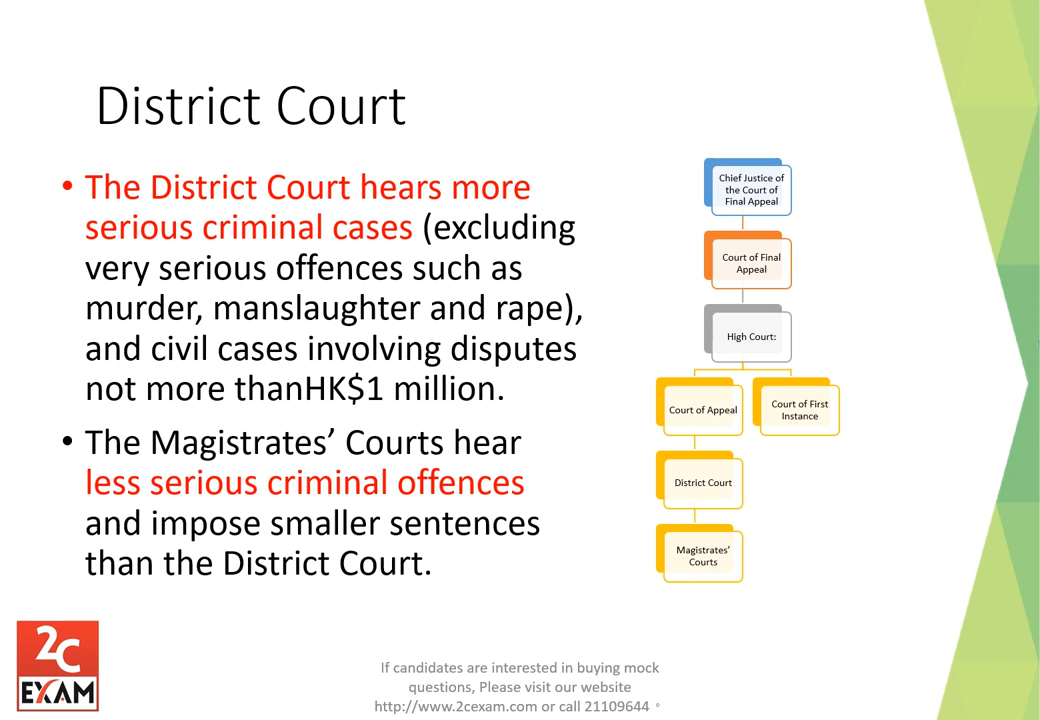 District Court
• The District Court hears more
serious criminal cases (excluding
very serious offences such as
murder, manslaughter and rape),
and civil cases involving disputes
not more thanHK$1 million.
• The Magistrates’ Courts hear
less serious criminal offences
and impose smaller sentences
than the District Court.
Chief Justice of
the Court of
Final Appeal
Court of Final
Appeal
High Court:
Court of Appeal
Court of First
Instance
District Court
Magistrates’
Courts
2C
EXAM
If candidates are interested in buying mock
questions, Please visit our website
http://www.2cexam.com or call 21109644 。